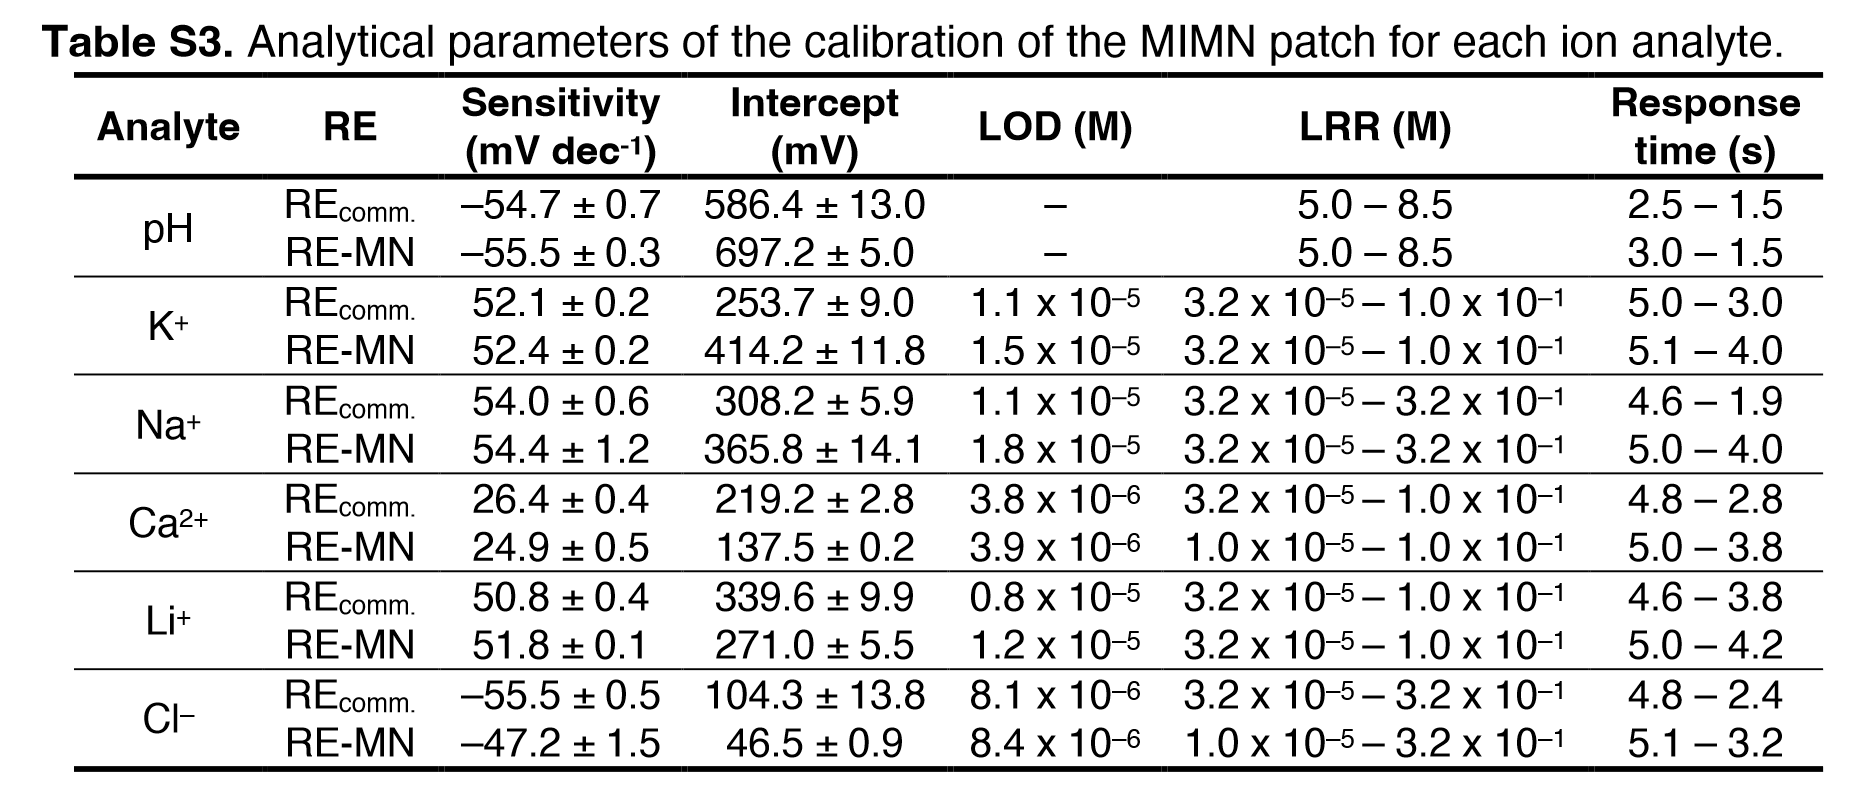 Table S3. Analytical parameters of the calibration of the MIMN patch for each ion analyte.
Analyte RE Sensitivity (mV dec⁻¹) Intercept (mV) LOD (M) LRR (M) Response time (s)
pH REcomm. –54.7 ± 0.7 586.4 ± 13.0 – 5.0 – 8.5 2.5 – 1.5
RE-MN –55.5 ± 0.3 697.2 ± 5.0 – 5.0 – 8.5 3.0 – 1.5
K⁺ REcomm. 52.1 ± 0.2 253.7 ± 9.0 1.1 x 10⁻⁵ 3.2 x 10⁻⁵ – 1.0 x 10⁻¹ 5.0 – 3.0
RE-MN 52.4 ± 0.2 414.2 ± 11.8 1.5 x 10⁻⁵ 3.2 x 10⁻⁵ – 1.0 x 10⁻¹ 5.1 – 4.0
Na⁺ REcomm. 54.0 ± 0.6 308.2 ± 5.9 1.1 x 10⁻⁵ 3.2 x 10⁻⁵ – 3.2 x 10⁻¹ 4.6 – 1.9
RE-MN 54.4 ± 1.2 365.8 ± 14.1 1.8 x 10⁻⁵ 3.2 x 10⁻⁵ – 3.2 x 10⁻¹ 5.0 – 4.0
Ca²⁺ REcomm. 26.4 ± 0.4 219.2 ± 2.8 3.8 x 10⁻⁶ 3.2 x 10⁻⁵ – 1.0 x 10⁻¹ 4.8 – 2.8
RE-MN 24.9 ± 0.5 137.5 ± 0.2 3.9 x 10⁻⁶ 1.0 x 10⁻⁵ – 1.0 x 10⁻¹ 5.0 – 3.8
Li⁺ REcomm. 50.8 ± 0.4 339.6 ± 9.9 0.8 x 10⁻⁵ 3.2 x 10⁻⁵ – 1.0 x 10⁻¹ 4.6 – 3.8
RE-MN 51.8 ± 0.1 271.0 ± 5.5 1.2 x 10⁻⁵ 3.2 x 10⁻⁵ – 1.0 x 10⁻¹ 5.0 – 4.2
Cl⁻ REcomm. –55.5 ± 0.5 104.3 ± 13.8 8.1 x 10⁻⁶ 3.2 x 10⁻⁵ – 3.2 x 10⁻¹ 4.8 – 2.4
RE-MN –47.2 ± 1.5 46.5 ± 0.9 8.4 x 10⁻⁶ 1.0 x 10⁻⁵ – 3.2 x 10⁻¹ 5.1 – 3.2